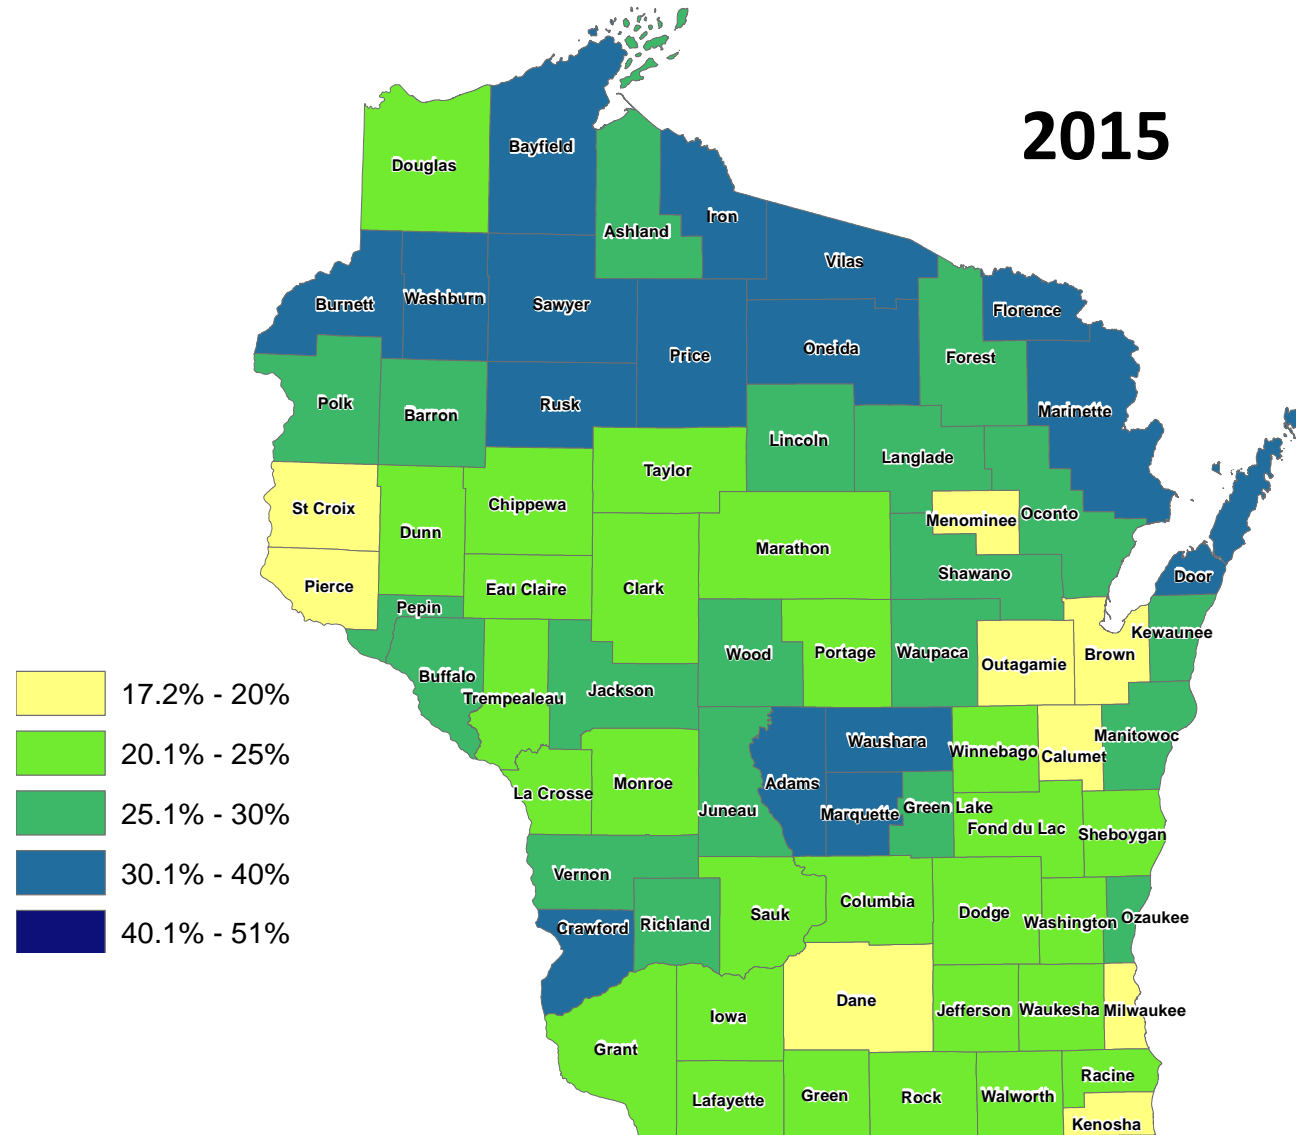 2015
Bayfield
Douglas
Iron
Ashland
Vilas
Burnett
Washburn
Sawyer
Florence
Oneida
Price
Forest
Polk
Barron
Rusk
Marinette
Lincoln
Langlade
Taylor
St Croix
Chippewa
Dunn
Menominee
Oconto
Marathon
Shawano
Door
Pierce
Eau Claire
Clark
Pepin
Kewaunee
Wood
Portage
Waupaca
Outagamie
Brown
Buffalo
Trempealeau
Jackson
17.2% - 20%
Manitowoc
Waushara
Winnebago
Calumet
20.1% - 25%
La Crosse
Monroe
Adams
Juneau
Marquette
Green Lake
Fond du Lac
Sheboygan
25.1% - 30%
Vernon
30.1% - 40%
Crawford
Richland
Sauk
Columbia
Dodge
Washington
Ozaukee
40.1% - 51%
Dane
Iowa
Jefferson
Waukesha
Milwaukee
Grant
Lafayette
Green
Rock
Walworth
Racine
Kenosha